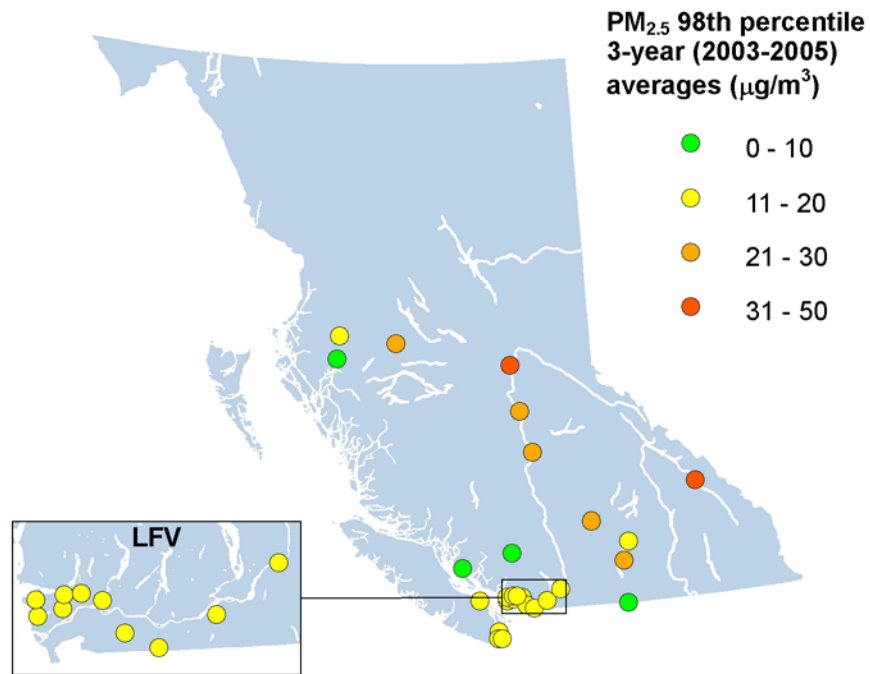 PM2.5 98th percentile
3-year (2003-2005)
averages (μg/m³)
0 - 10
11 - 20
21 - 30
31 - 50
LFV